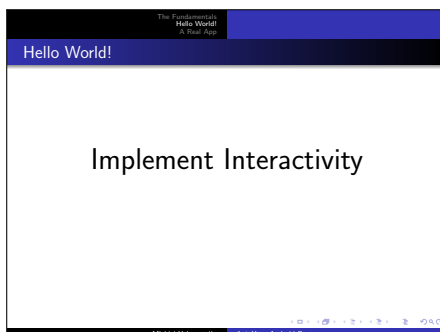 The Fundamentals
Hello World!
A Real App
Hello World!
Implement Interactivity